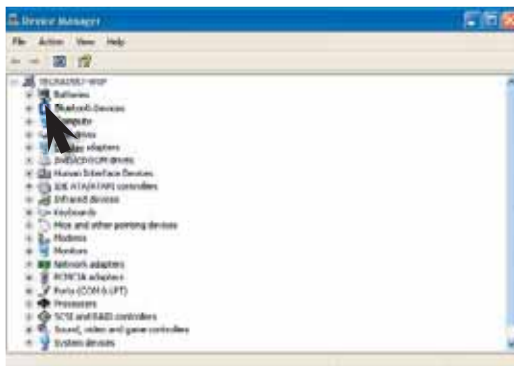 Device Manager
File Action View Help
Batteries
Bluetooth Devices
Computer
drives
adapters
DVD/CD-ROM drives
Human Interface Devices
IDE ATA/ATAPI controllers
Infrared devices
Keyboards
Mice and other pointing devices
Modems
Monitors
Network adapters
PCMCIA adapters
Ports (COM & LPT)
Processors
SCSI and RAID controllers
Sound, video and game controllers
System devices